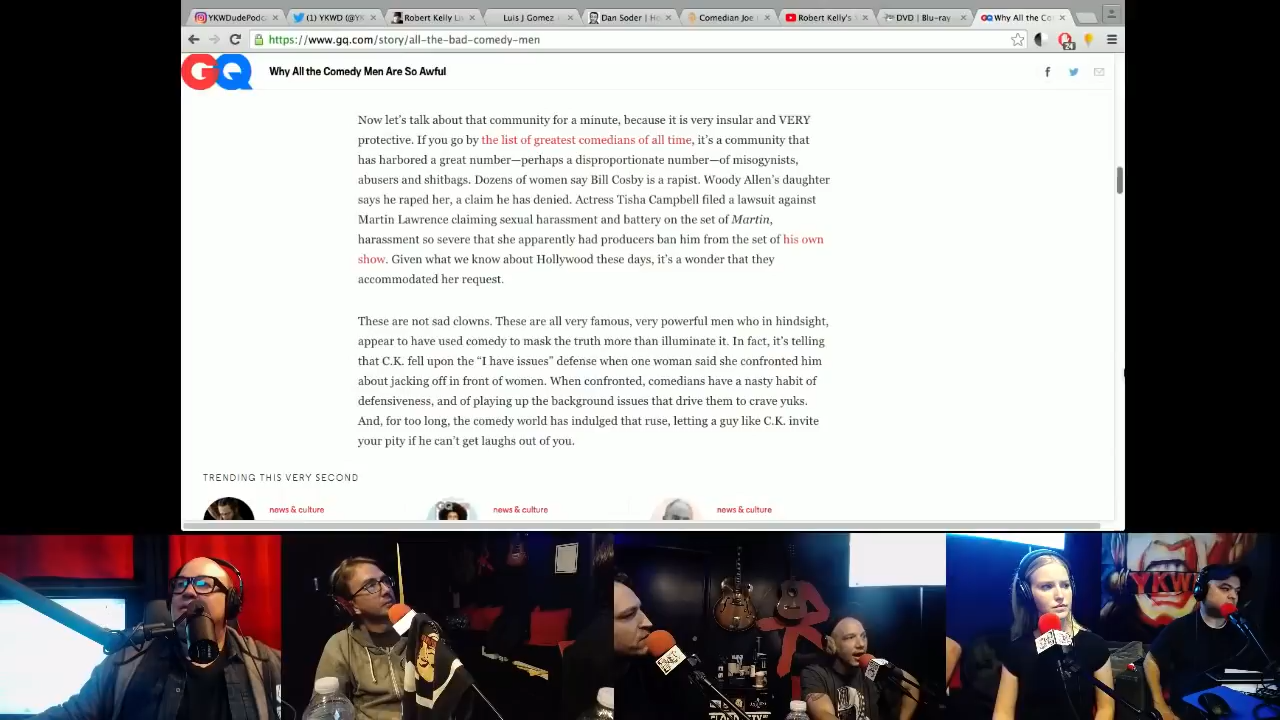 YKWDudePodc
(1) YKWD (@YK
Robert Kelly Li
Luis J Gomez
Dan Soder | He
Comedian Joe
Robert Kelly's
DVD | Blu-ray
Why All the Co
https://www.gq.com/story/all-the-bad-comedy-men
24
GQ
Why All the Comedy Men Are So Awful
Now let's talk about that community for a minute, because it is very insular and VERY
protective. If you go by the list of greatest comedians of all time, it's a community that
has harbored a great number—perhaps a disproportionate number—of misogynists,
abusers and shitbags. Dozens of women say Bill Cosby is a rapist. Woody Allen's daughter
says he raped her, a claim he has denied. Actress Tisha Campbell filed a lawsuit against
Martin Lawrence claiming sexual harassment and battery on the set of Martin,
harassment so severe that she apparently had producers ban him from the set of his own
show. Given what we know about Hollywood these days, it's a wonder that they
accommodated her request.
These are not sad clowns. These are all very famous, very powerful men who in hindsight,
appear to have used comedy to mask the truth more than illuminate it. In fact, it's telling
that C.K. fell upon the “I have issues” defense when one woman said she confronted him
about jacking off in front of women. When confronted, comedians have a nasty habit of
defensiveness, and of playing up the background issues that drive them to crave yuks.
And, for too long, the comedy world has indulged that ruse, letting a guy like C.K. invite
your pity if he can't get laughs out of you.
TRENDING THIS VERY SECOND
news & culture
news & culture
news & culture
YKWD